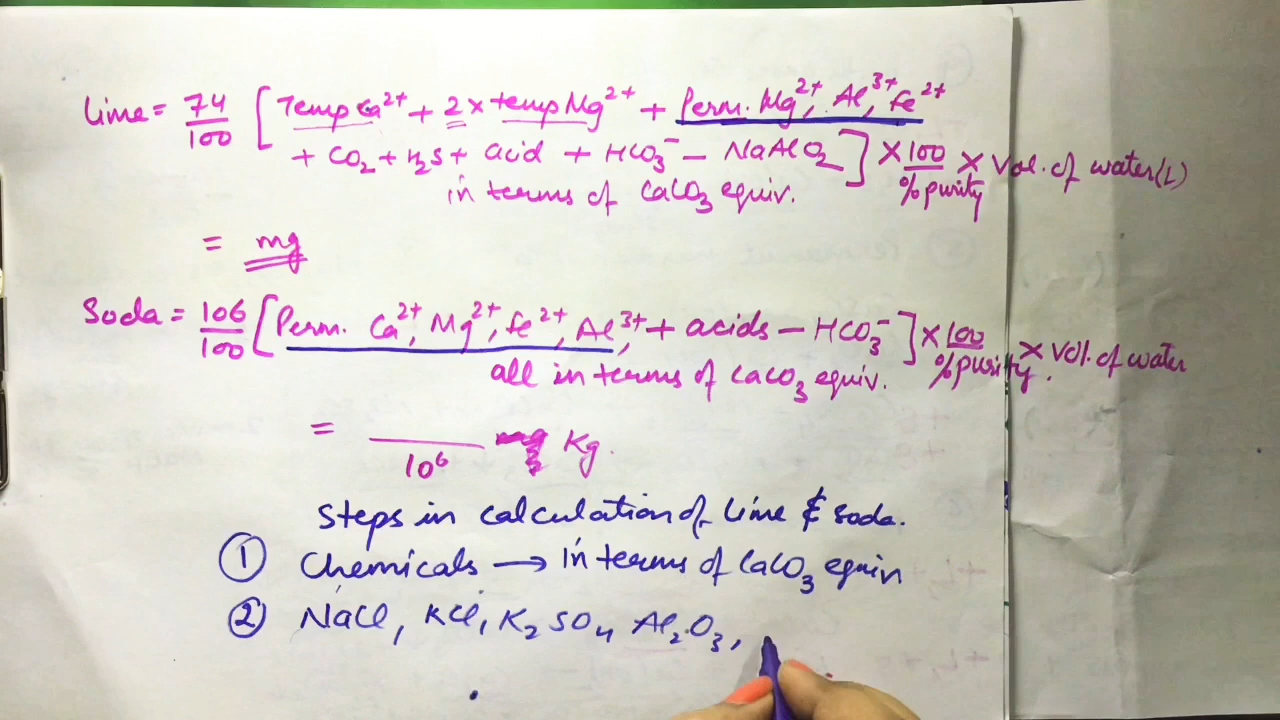 Lime = 74/100 [ Temp Ca²⁺ + 2 x temp Mg²⁺ + Perm. Mg²⁺, Al³⁺, Fe²⁺
+ CO₂ + H₂S + acid + HCO₃⁻ - NaAlO₂ ] x 100/% purity x Vol. of water (L)
in terms of CaCO₃ equiv.
= mg
Soda = 106/100 [ Perm. Ca²⁺, Mg²⁺, Fe²⁺, Al³⁺, + acids - HCO₃⁻ ] x 100/% purity. x Vol. of water
all in terms of CaCO₃ equiv.
= ___/10⁶ Kg.
Steps in calculation of Lime & Soda.
① Chemicals → in terms of CaCO₃ equiv
② NaCl, KCl, K₂SO₄ Al₂O₃,